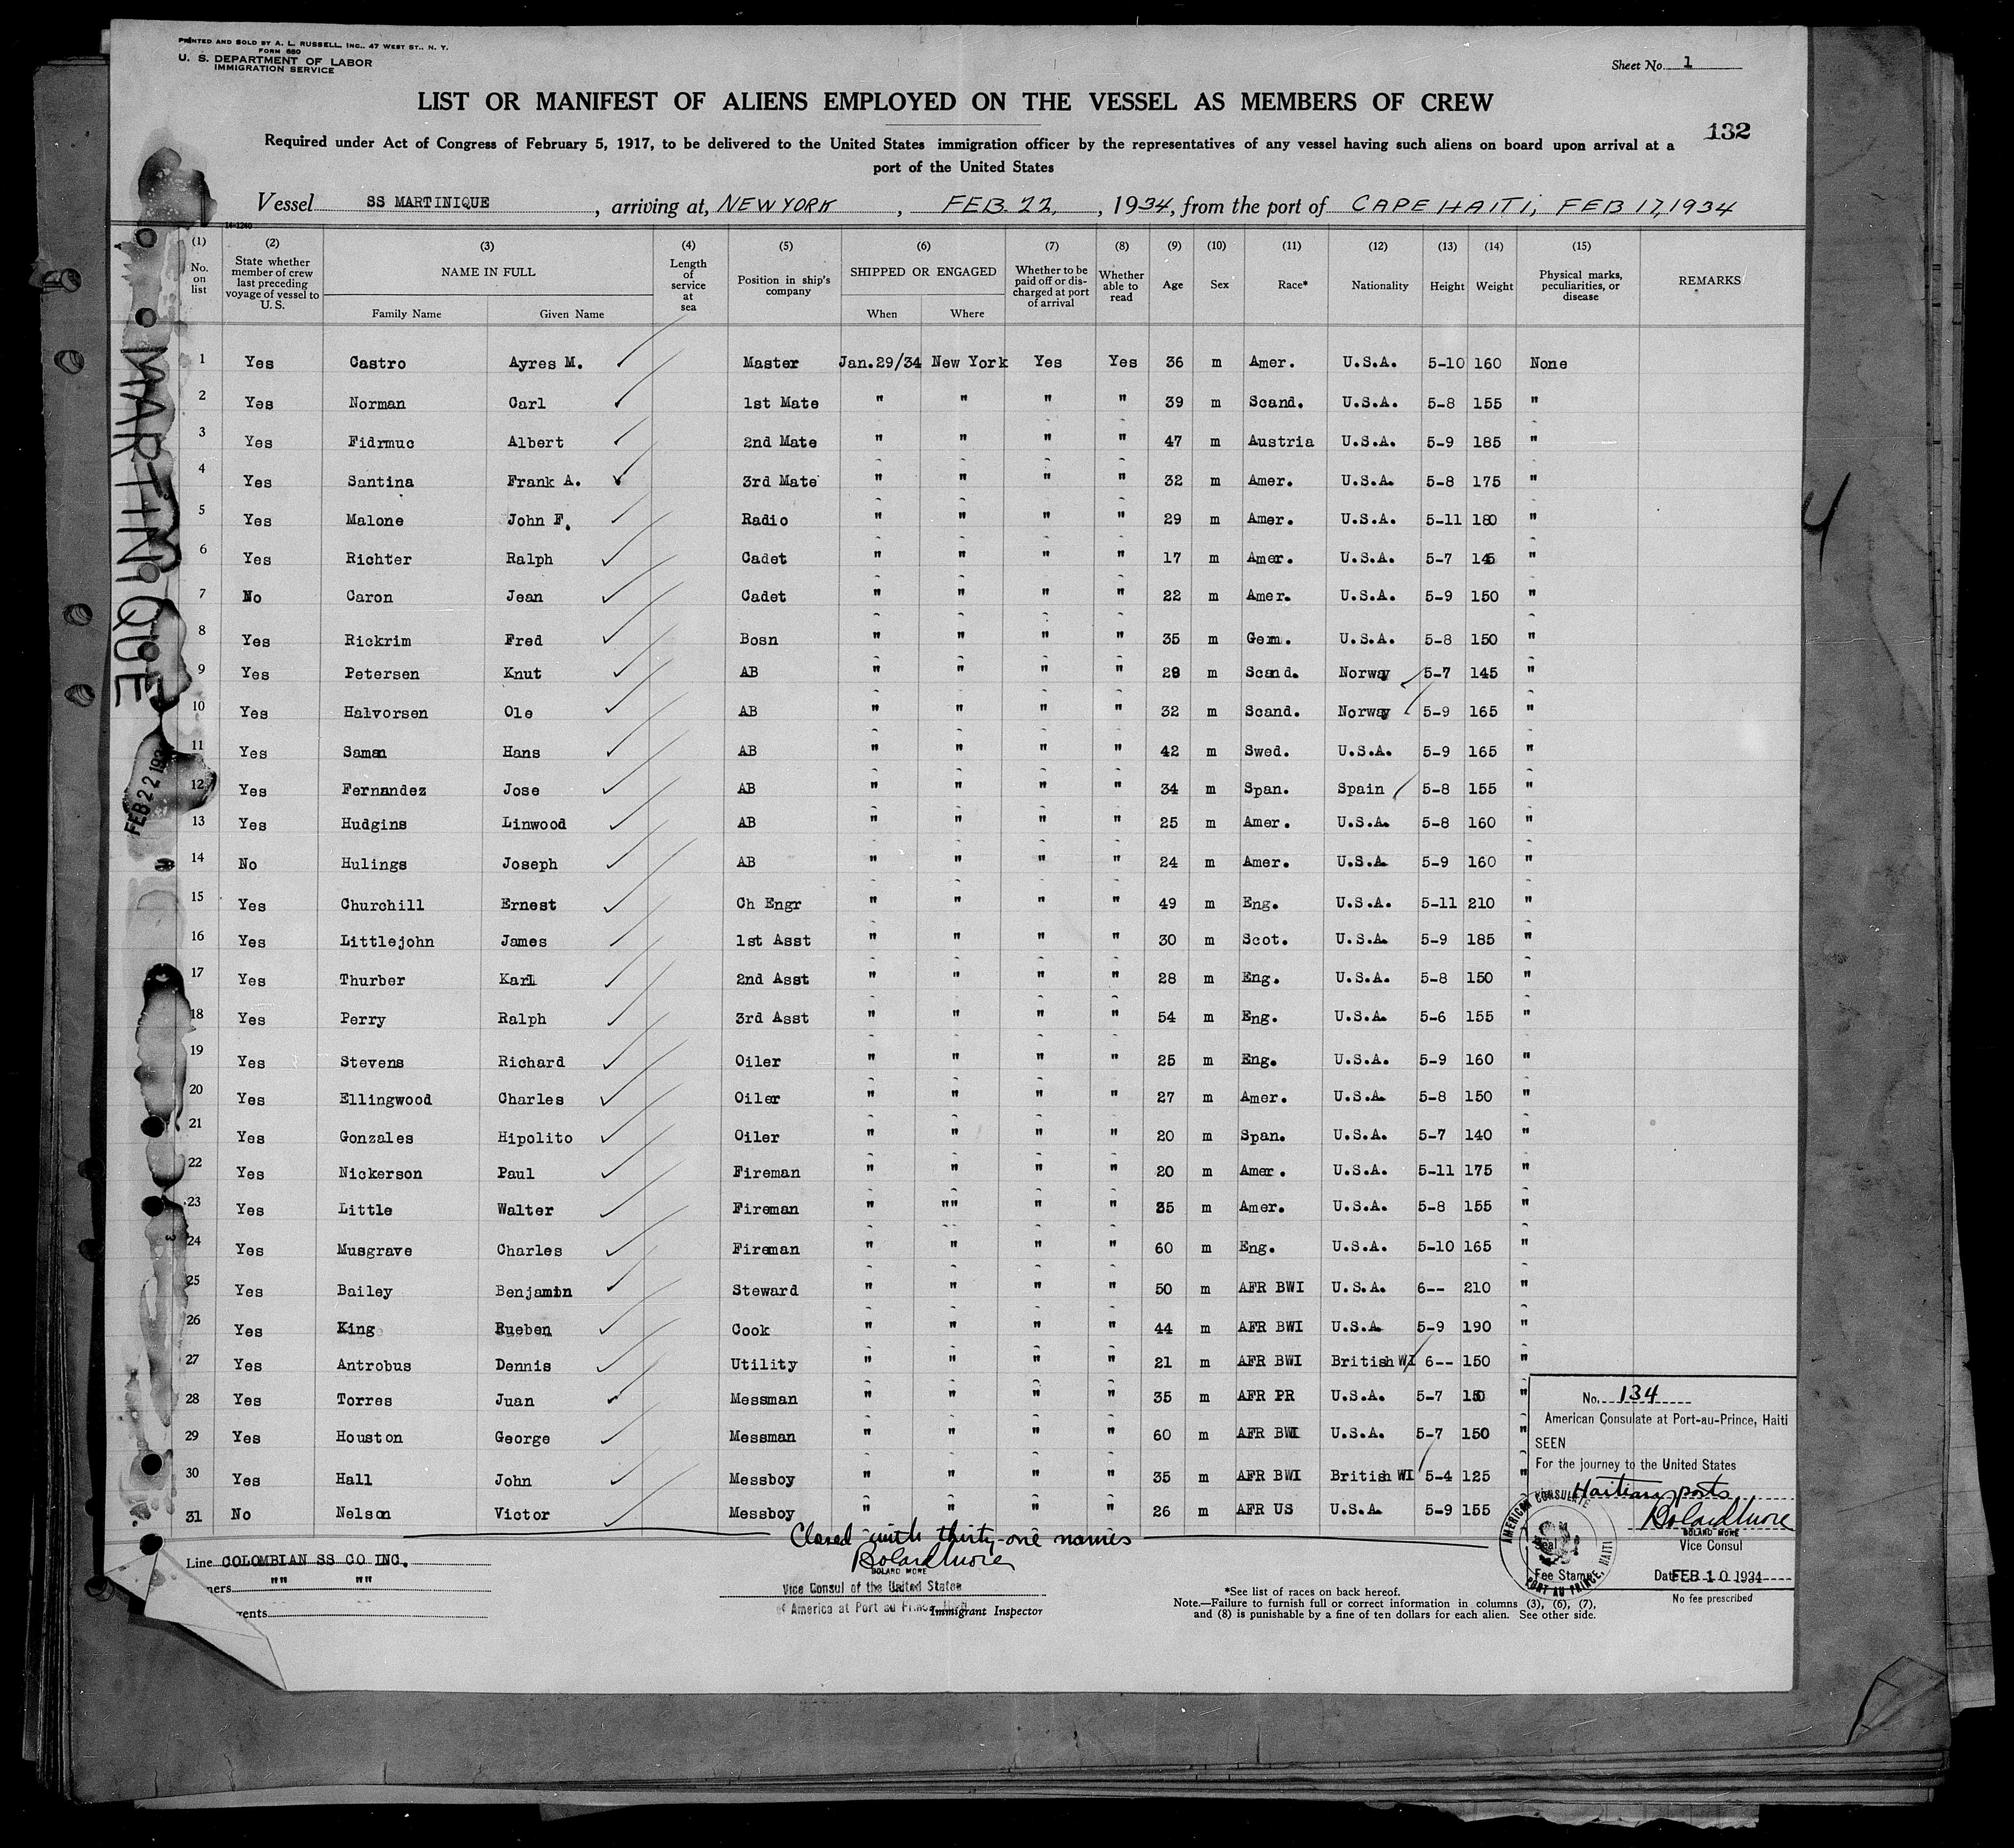 PRINTED AND SOLD BY A. L. RUSSELL, INC., 47 WEST ST., N. Y.
FORM 680
U. S. DEPARTMENT OF LABOR
IMMIGRATION SERVICE
Sheet No. 1
LIST OR MANIFEST OF ALIENS EMPLOYED ON THE VESSEL AS MEMBERS OF CREW
132
Required under Act of Congress of February 5, 1917, to be delivered to the United States immigration officer by the representatives of any vessel having such aliens on board upon arrival at a
port of the United States
Vessel SS MARTINIQUE, arriving at, NEW YORK, FEB. 22, 1934, from the port of CAPE HAITI, FEB 17, 1934
14-1240
(1) No. on list (2) State whether member of crew last preceding voyage of vessel to U. S. (3) NAME IN FULL Family Name Given Name (4) Length of service at sea (5) Position in ship's company (6) SHIPPED OR ENGAGED When Where (7) Whether to be paid off or discharged at port of arrival (8) Whether able to read (9) Age (10) Sex (11) Race* (12) Nationality (13) Height (14) Weight (15) Physical marks, peculiarities, or disease REMARKS
1 Yes Castro Ayres M. Master Jan.29/34 New York Yes Yes 36 m Amer. U.S.A. 5-10 160 None
2 Yes Norman Carl 1st Mate " " " " 39 m Scand. U.S.A. 5-8 155 "
3 Yes Fidrmuc Albert 2nd Mate " " " " 47 m Austria U.S.A. 5-9 185 "
4 Yes Santina Frank A. 3rd Mate " " " " 32 m Amer. U.S.A. 5-8 175 "
5 Yes Malone John F. Radio " " " " 29 m Amer. U.S.A. 5-11 180 "
6 Yes Richter Ralph Cadet " " " " 17 m Amer. U.S.A. 5-7 145 "
7 No Caron Jean Cadet " " " " 22 m Amer. U.S.A. 5-9 150 "
8 Yes Rickrim Fred Bosn " " " " 35 m Germ. U.S.A. 5-8 150 "
9 Yes Petersen Knut AB " " " " 29 m Scand. Norway 5-7 145 "
10 Yes Halvorsen Ole AB " " " " 32 m Scand. Norway 5-9 165 "
11 Yes Saman Hans AB " " " " 42 m Swed. U.S.A. 5-9 165 "
12 Yes Fernandez Jose AB " " " " 34 m Span. Spain 5-8 155 "
13 Yes Hudgins Linwood AB " " " " 25 m Amer. U.S.A. 5-8 160 "
14 No Hulings Joseph AB " " " " 24 m Amer. U.S.A 5-9 160 "
15 Yes Churchill Ernest Ch Engr " " " " 49 m Eng. U.S.A. 5-11 210 "
16 Yes Littlejohn James 1st Asst " " " " 30 m Scot. U.S.A. 5-9 185 "
17 Yes Thurber Karl 2nd Asst " " " " 28 m Eng. U.S.A. 5-8 150 "
18 Yes Perry Ralph 3rd Asst " " " " 54 m Eng. U.S.A. 5-6 155 "
19 Yes Stevens Richard Oiler " " " " 25 m Eng. U.S.A. 5-9 160 "
20 Yes Ellingwood Charles Oiler " " " " 27 m Amer. U.S.A. 5-8 150 "
21 Yes Gonzales Hipolito Oiler " " " " 20 m Span. U.S.A. 5-7 140 "
22 Yes Nickerson Paul Fireman " " " " 20 m Amer. U.S.A. 5-11 175 "
23 Yes Little Walter Fireman " "" " " 35 m Amer. U.S.A. 5-8 155 "
24 Yes Musgrave Charles Fireman " " " " 60 m Eng. U.S.A. 5-10 165 "
25 Yes Bailey Benjamin Steward " " " " 50 m AFR BWI U.S.A. 6-- 210 "
26 Yes King Rueben Cook " " " " 44 m AFR BWI U.S.A 5-9 190 "
27 Yes Antrobus Dennis Utility " " " " 21 m AFR BWI British WI 6-- 150 "
28 Yes Torres Juan Messman " " " " 35 m AFR PR U.S.A. 5-7 150 "
29 Yes Houston George Messman " " " " 60 m AFR BWI U.S.A. 5-7 150 "
30 Yes Hall John Messboy " " " " 35 m AFR BWI British WI 5-4 125 "
31 No Nelson Victor Messboy " " " " 26 m AFR US U.S.A. 5-9 155
Closed with thirty-one names
Roland More
ROLAND MORE
Vice Consul of the United States
of America at Port au Prince, Haiti
Immigrant Inspector
Line COLOMBIAN SS CO INC.
ners "" ""
ents
*See list of races on back hereof.
Note.—Failure to furnish full or correct information in columns (3), (6), (7),
and (8) is punishable by a fine of ten dollars for each alien. See other side.
No. 134
American Consulate at Port-au-Prince, Haiti
SEEN
For the journey to the United States
Haitian ports
Roland More
ROLAND MORE
Vice Consul
Seal
Fee Stamp
Date FEB 10 1934
No fee prescribed
AMERICAN CONSULATE
PORT AU PRINCE, HAITI
MARTINIQUE
FEB 22 193
4